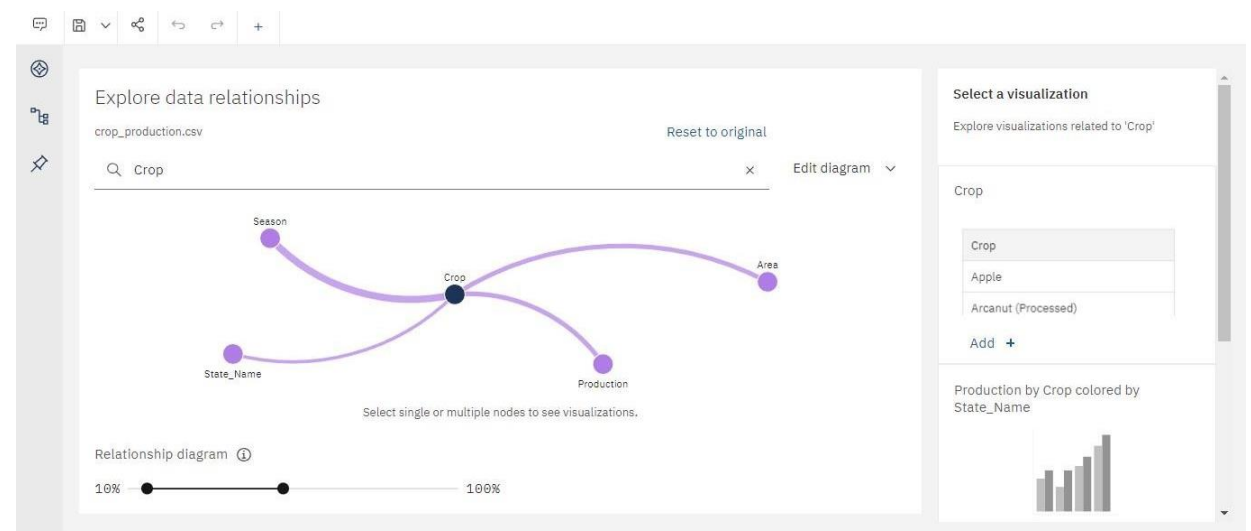 Explore data relationships
crop_production.csv
Reset to original
Crop
Edit diagram
Season
Crop
Area
State_Name
Production
Select single or multiple nodes to see visualizations.
Relationship diagram
10%
100%
Select a visualization
Explore visualizations related to 'Crop'
Crop
Crop
Apple
Arcanut (Processed)
Add +
Production by Crop colored by
State_Name